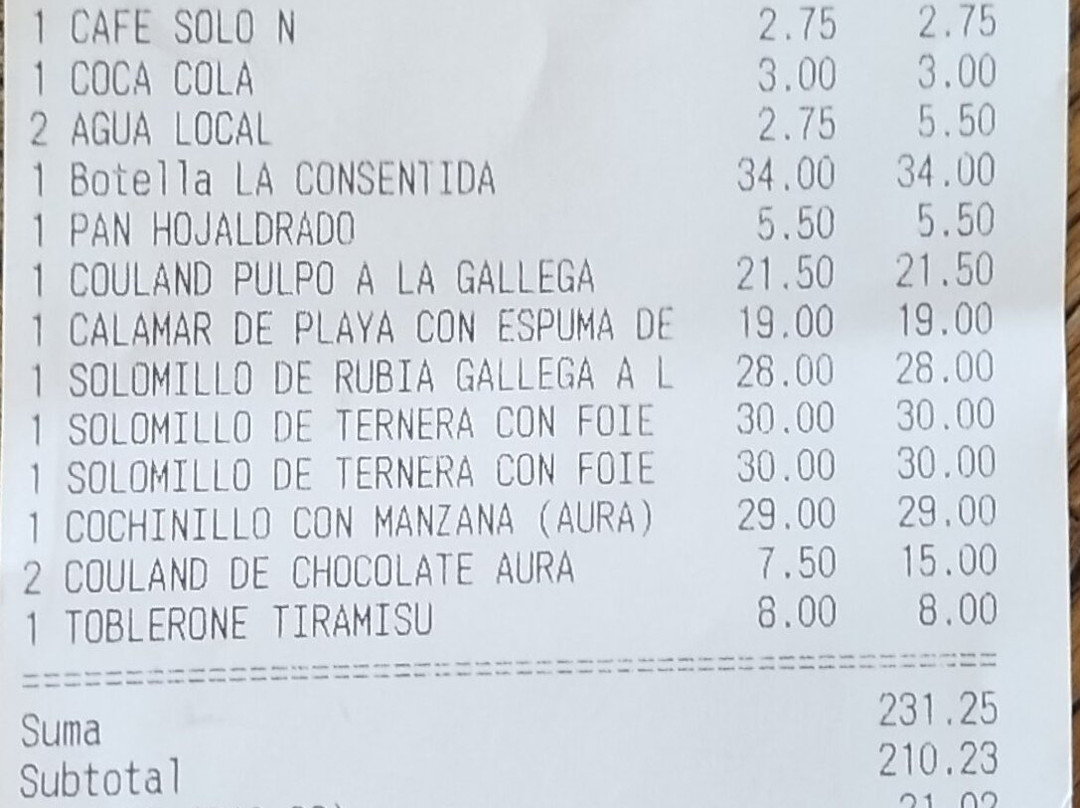 1 CAFE SOLO N 2.75 2.75
1 COCA COLA 3.00 3.00
2 AGUA LOCAL 2.75 5.50
1 Botella LA CONSENTIDA 34.00 34.00
1 PAN HOJALDRADO 5.50 5.50
1 COULAND PULPO A LA GALLEGA 21.50 21.50
1 CALAMAR DE PLAYA CON ESPUMA DE 19.00 19.00
1 SOLOMILLO DE RUBIA GALLEGA A L 28.00 28.00
1 SOLOMILLO DE TERNERA CON FOIE 30.00 30.00
1 SOLOMILLO DE TERNERA CON FOIE 30.00 30.00
1 COCHINILLO CON MANZANA (AURA) 29.00 29.00
2 COULAND DE CHOCOLATE AURA 7.50 15.00
1 TOBLERONE TIRAMISU 8.00 8.00
===============================================
Suma 231.25
Subtotal 210.23
21.02